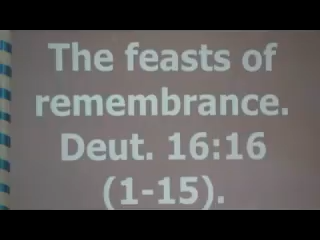 The feasts of
remembrance.
Deut. 16:16
(1-15).